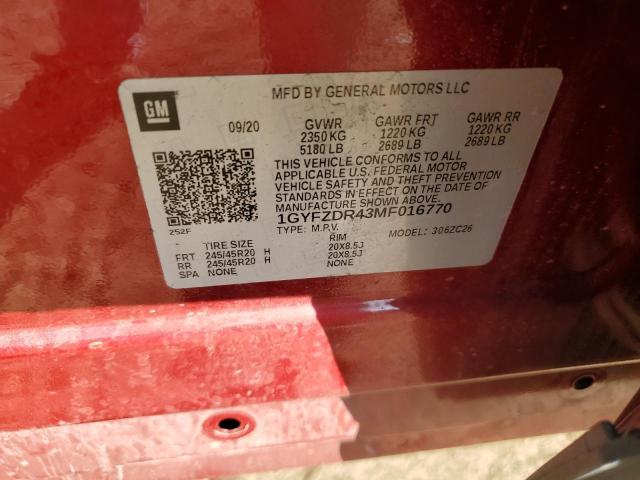 GM
MFD BY GENERAL MOTORS LLC
09/20 GVWR GAWR FRT GAWR RR
2350 KG 1220 KG 1220 KG
5180 LB 2689 LB 2689 LB
THIS VEHICLE CONFORMS TO ALL
APPLICABLE U.S. FEDERAL MOTOR
VEHICLE SAFETY AND THEFT PREVENTION
STANDARDS IN EFFECT ON THE DATE OF
MANUFACTURE SHOWN ABOVE.
1GYFZDR43MF016770
252F
TYPE: M.P.V. MODEL: 306ZC26
TIRE SIZE RIM
FRT 245/45R20 H 20X8.5J
RR 245/45R20 H 20X8.5J
SPA NONE NONE